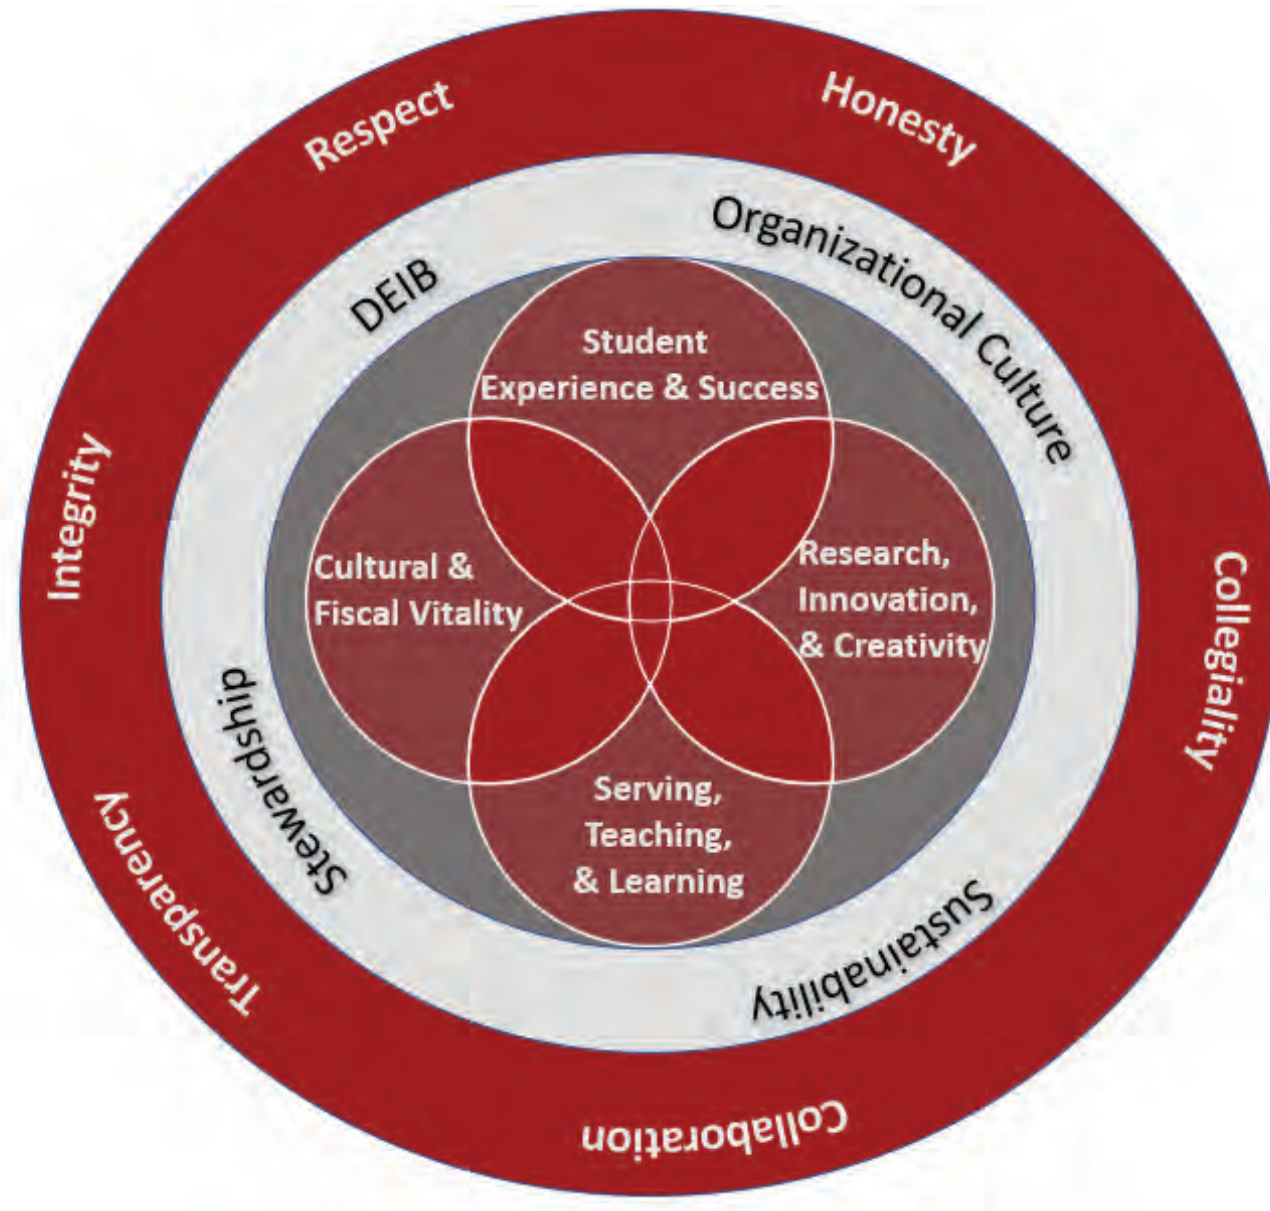 Respect
Honesty
Collegiality
Collaboration
Transparency
Integrity
DEIB
Organizational Culture
Sustainability
Stewardship
Student
Experience & Success
Cultural &
Fiscal Vitality
Research,
Innovation,
& Creativity
Serving,
Teaching,
& Learning